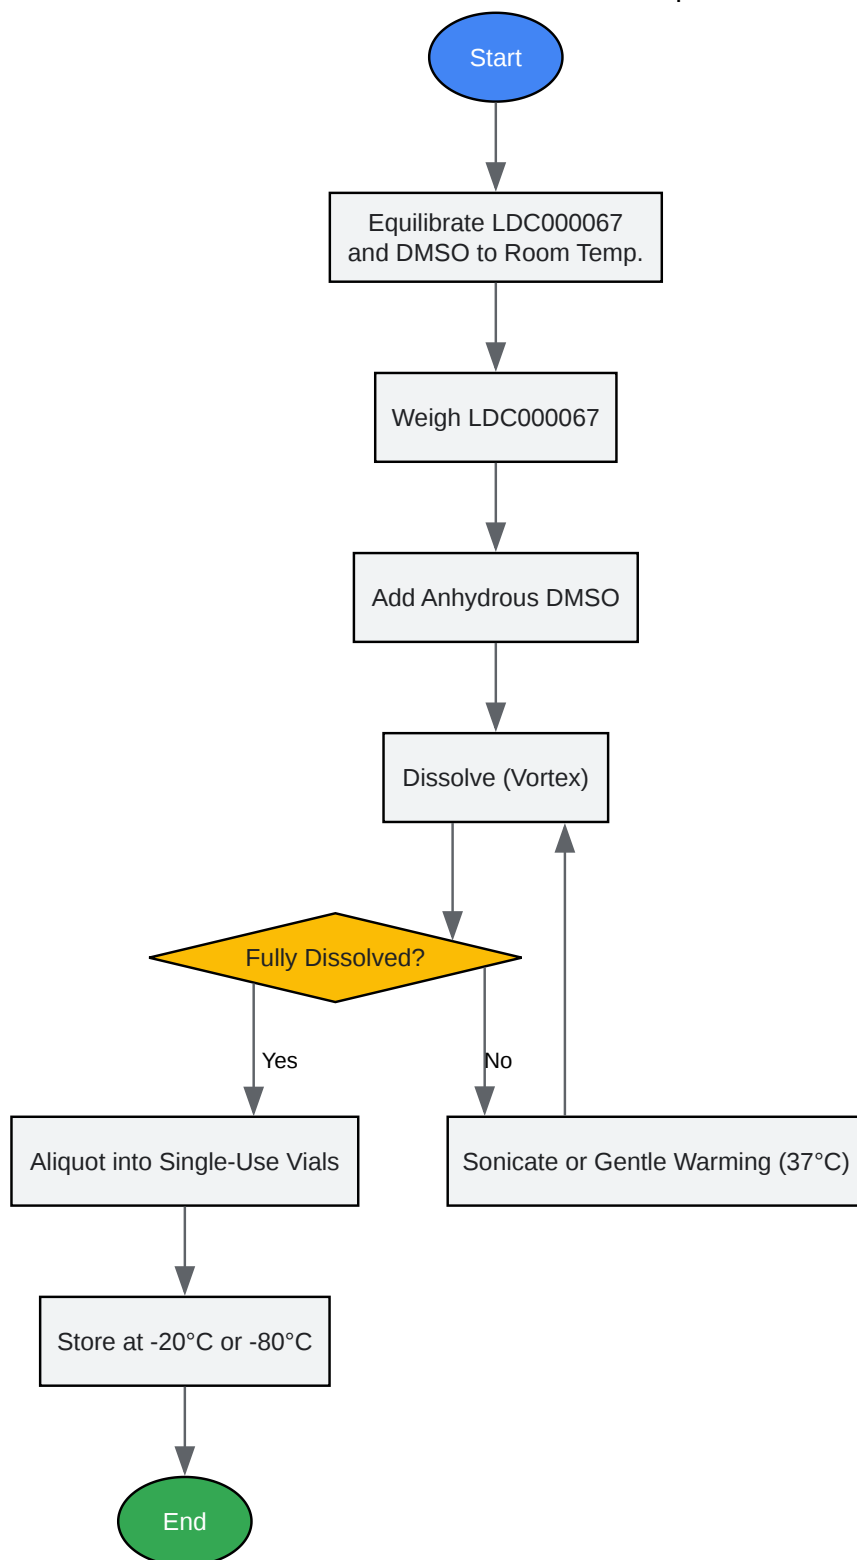 Start
Equilibrate LDC000067
and DMSO to Room Temp.
Weigh LDC000067
Add Anhydrous DMSO
Dissolve (Vortex)
Fully Dissolved?
Yes
No
Aliquot into Single-Use Vials
Sonicate or Gentle Warming (37°C)
Store at -20°C or -80°C
End